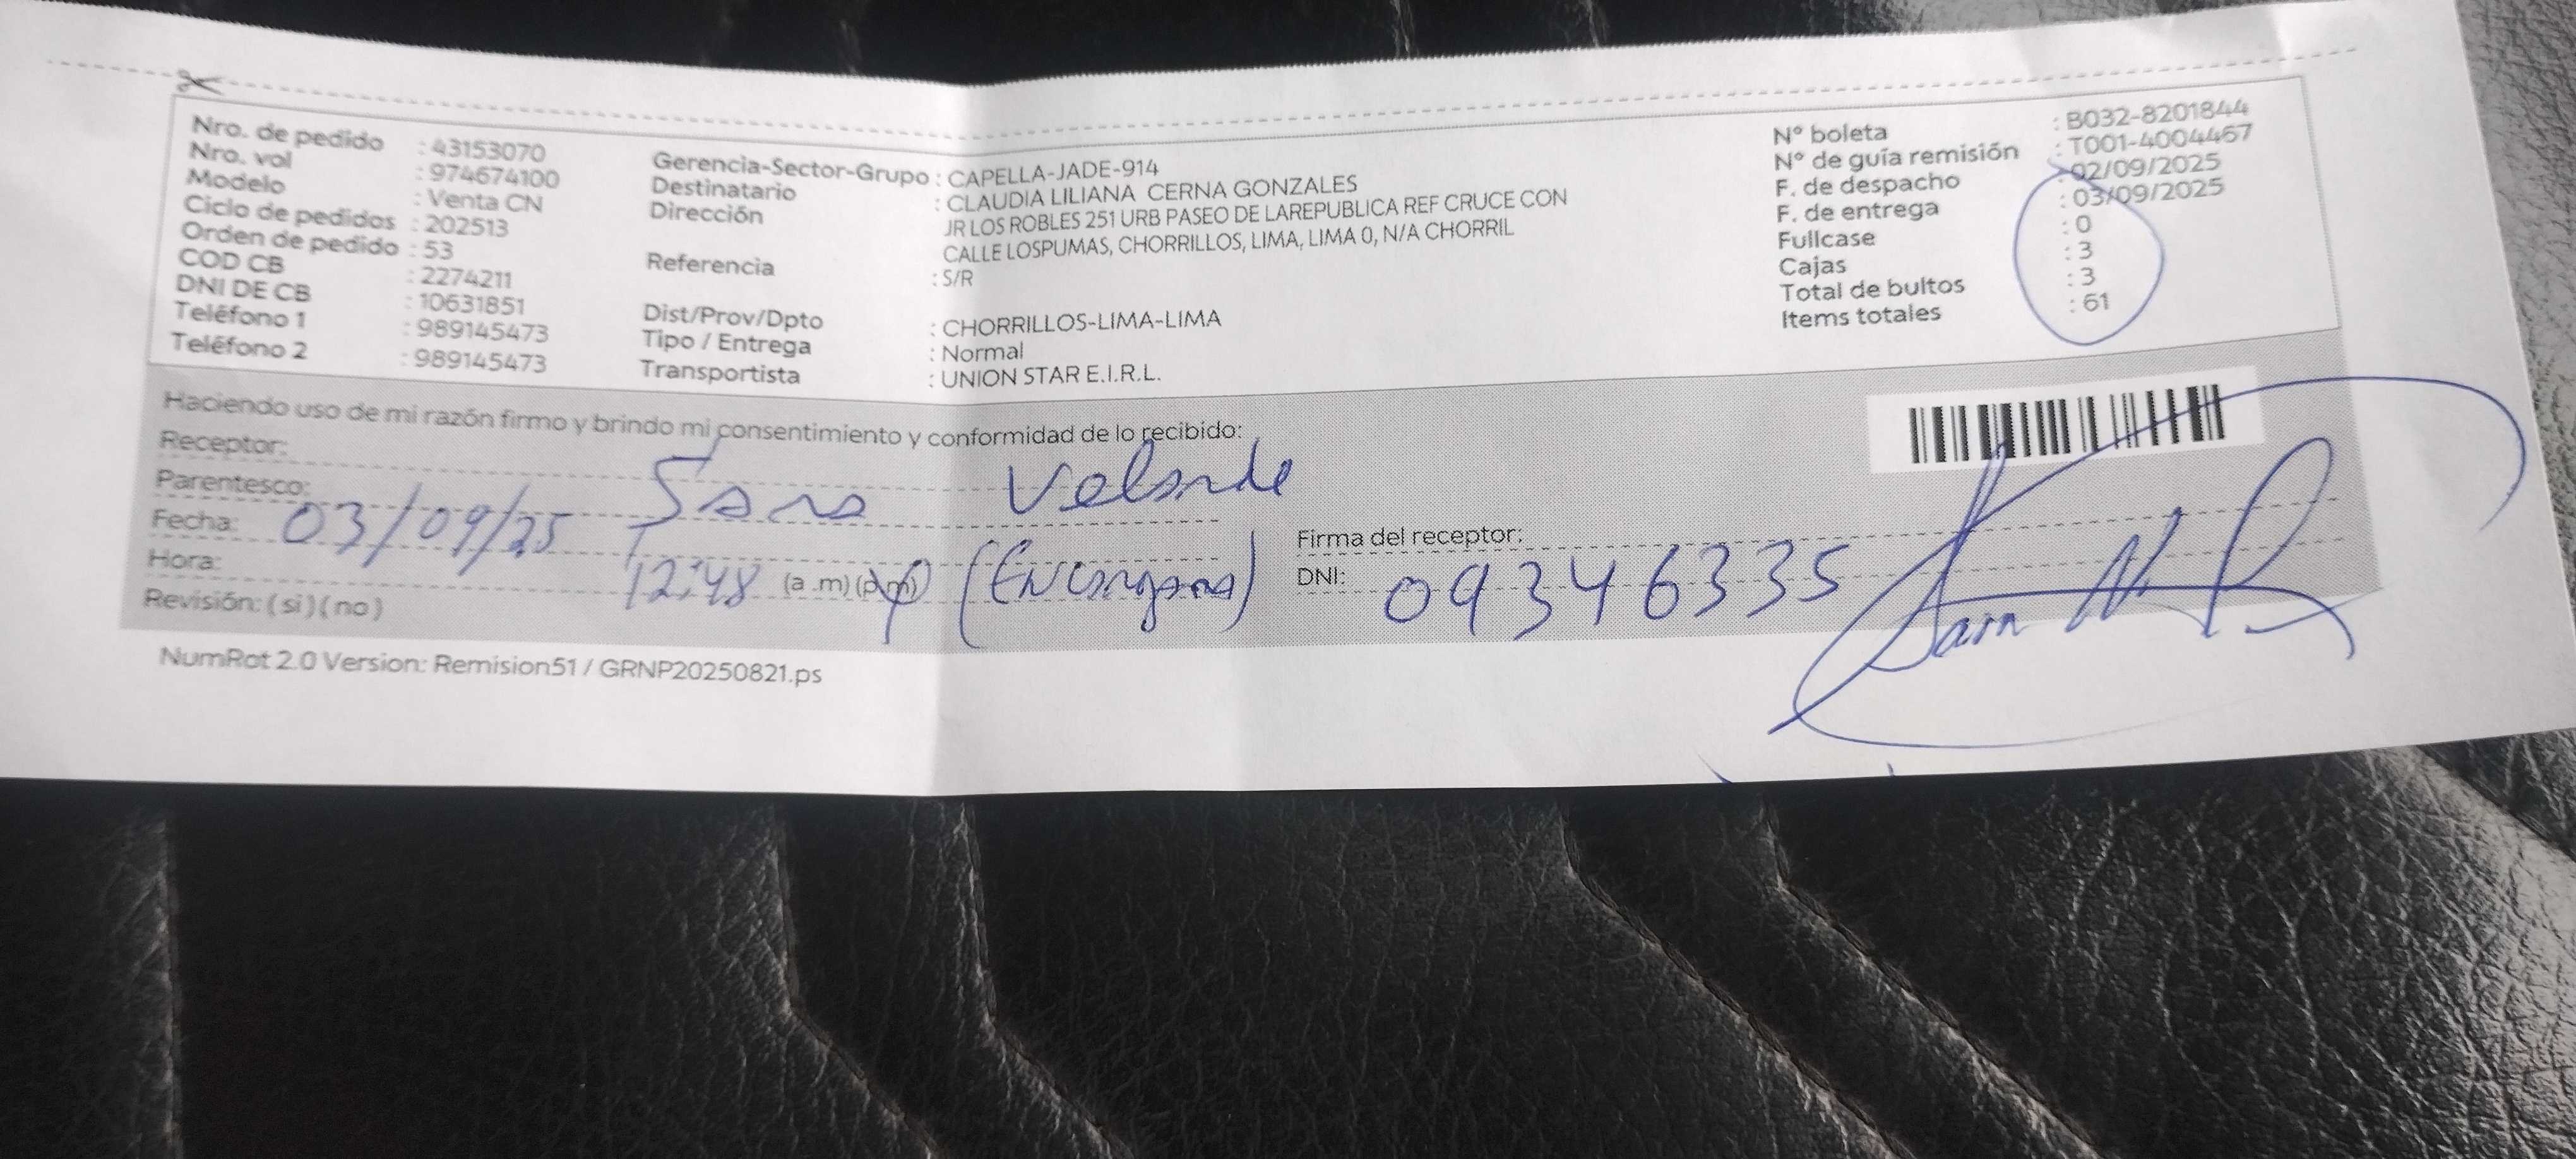 Nro. de pedido : 43153070
Nro. vol : 974674100
Modelo : Venta CN
Ciclo de pedidos : 202513
Orden de pedido : 53
COD CB : 2274211
DNI DE CB : 10631851
Teléfono 1 : 989145473
Teléfono 2 : 989145473
Gerencia-Sector-Grupo : CAPELLA-JADE-914
Destinatario : CLAUDIA LILIANA CERNA GONZALES
Dirección JR LOS ROBLES 251 URB PASEO DE LAREPUBLICA REF CRUCE CON
CALLE LOSPUMAS, CHORRILLOS, LIMA, LIMA 0, N/A CHORRIL
Referencia : S/R
Dist/Prov/Dpto : CHORRILLOS-LIMA-LIMA
Tipo / Entrega : Normal
Transportista : UNION STAR E.I.R.L.
N° boleta : B032-8201844
N° de guía remisión : T001-4004467
F. de despacho : 02/09/2025
F. de entrega : 03/09/2025
Fullcase : 0
Cajas : 3
Total de bultos : 3
Items totales : 61
Haciendo uso de mi razón firmo y brindo mi consentimiento y conformidad de lo recibido:
Receptor: Sara Velarde
Parentesco:
Fecha: 03/09/25
Hora: 12:48 (a .m) (p.m) (Encargada)
Revisión: ( si ) ( no )
Firma del receptor:
DNI: 09346335
Sara
NumRot 2.0 Version: Remision51 / GRNP20250821.ps